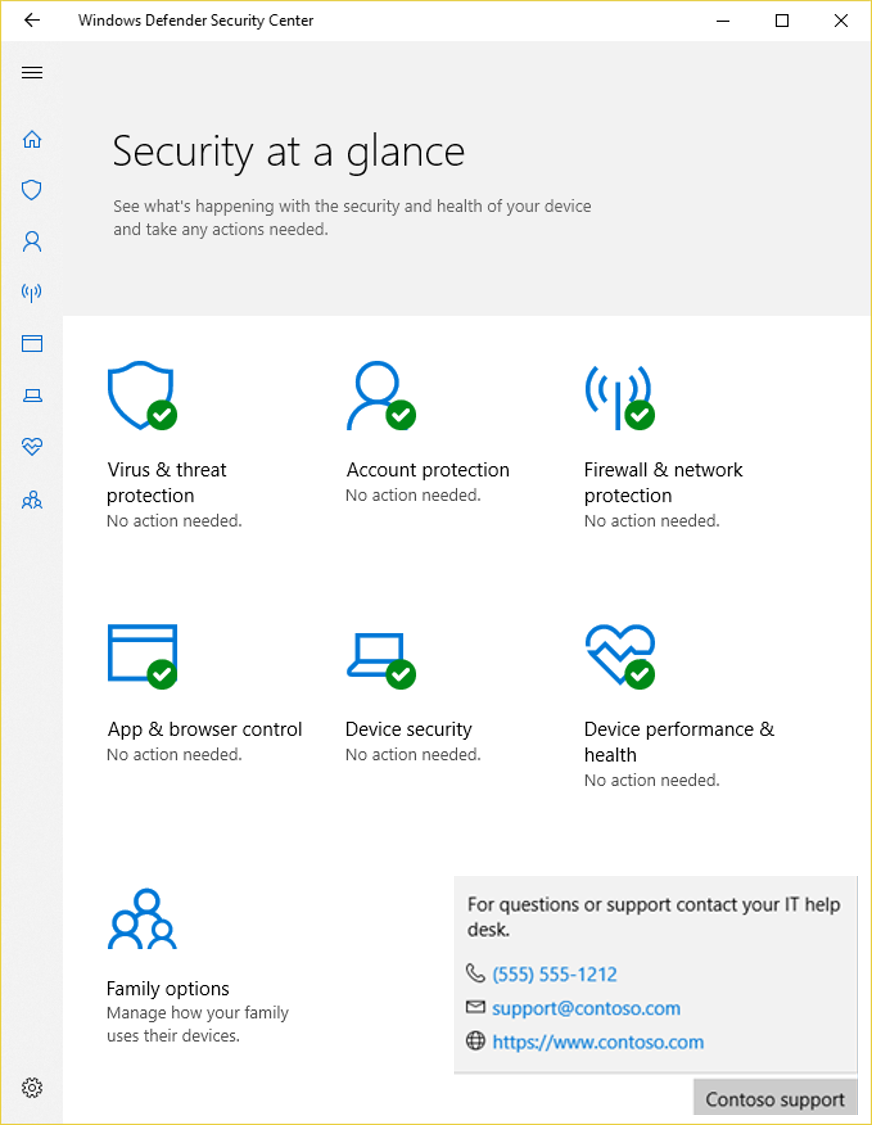 Windows Defender Security Center
Security at a glance
See what's happening with the security and health of your device
and take any actions needed.
Virus & threat
protection
No action needed.
Account protection
No action needed.
Firewall & network
protection
No action needed.
App & browser control
No action needed.
Device security
No action needed.
Device performance &
health
No action needed.
Family options
Manage how your family
uses their devices.
For questions or support contact your IT help
desk.
(555) 555-1212
support@contoso.com
https://www.contoso.com
Contoso support